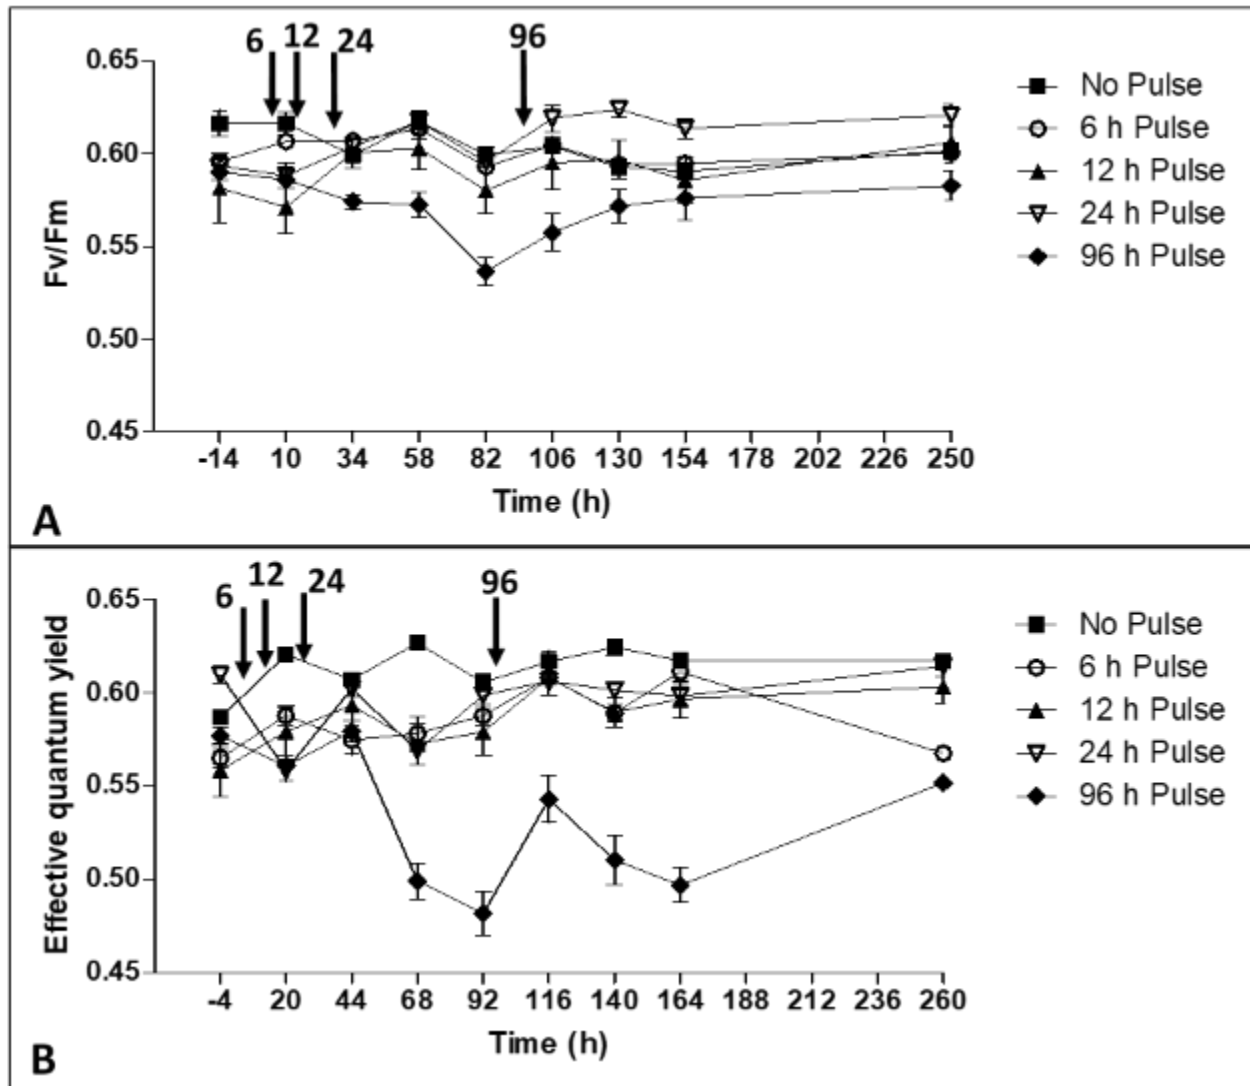 6 12 24 96
0.65
0.60
0.55
0.50
0.45
Fv/Fm
-14 10 34 58 82 106 130 154 178 202 226 250
Time (h)
No Pulse
6 h Pulse
12 h Pulse
24 h Pulse
96 h Pulse
A
6 12 24 96
0.65
0.60
0.55
0.50
0.45
Effective quantum yield
-4 20 44 68 92 116 140 164 188 212 236 260
Time (h)
No Pulse
6 h Pulse
12 h Pulse
24 h Pulse
96 h Pulse
B